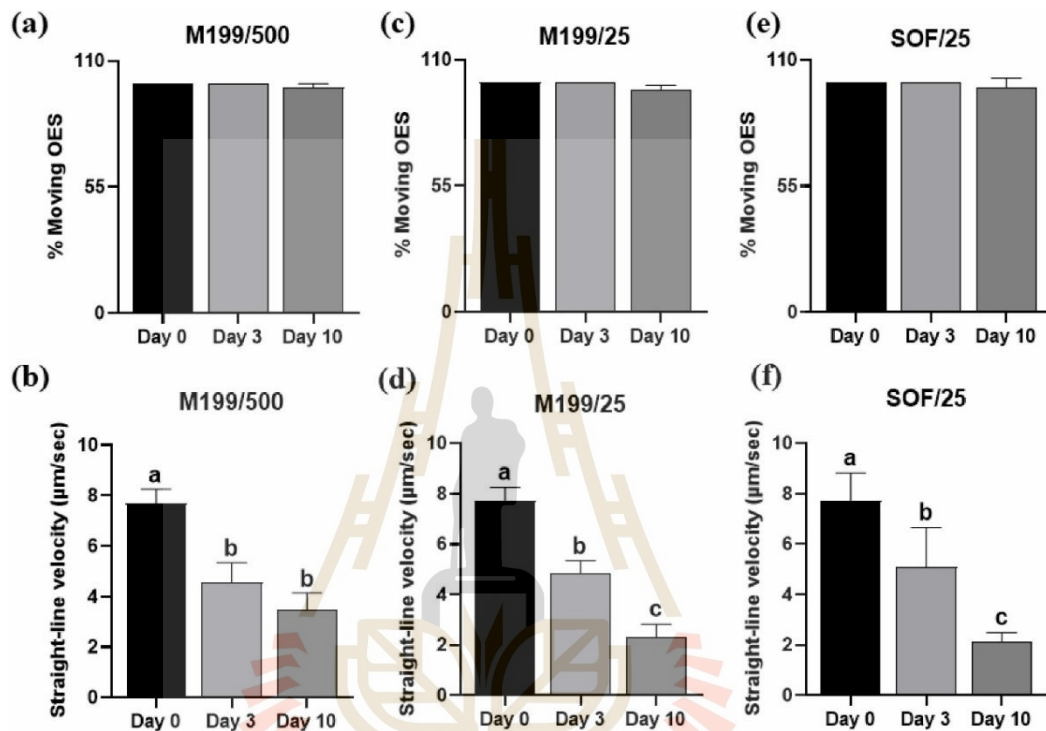 (a)
M199/500
% Moving OES
110
55
0
Day 0 Day 3 Day 10
(c)
M199/25
% Moving OES
110
55
0
Day 0 Day 3 Day 10
(e)
SOF/25
% Moving OES
110
55
0
Day 0 Day 3 Day 10
(b)
M199/500
Straight-line velocity (µm/sec)
10
8
6
4
2
0
a
b
b
Day 0 Day 3 Day 10
(d)
M199/25
Straight-line velocity (µm/sec)
10
8
6
4
2
0
a
b
c
Day 0 Day 3 Day 10
(f)
SOF/25
Straight-line velocity (µm/sec)
10
8
6
4
2
0
a
b
c
Day 0 Day 3 Day 10